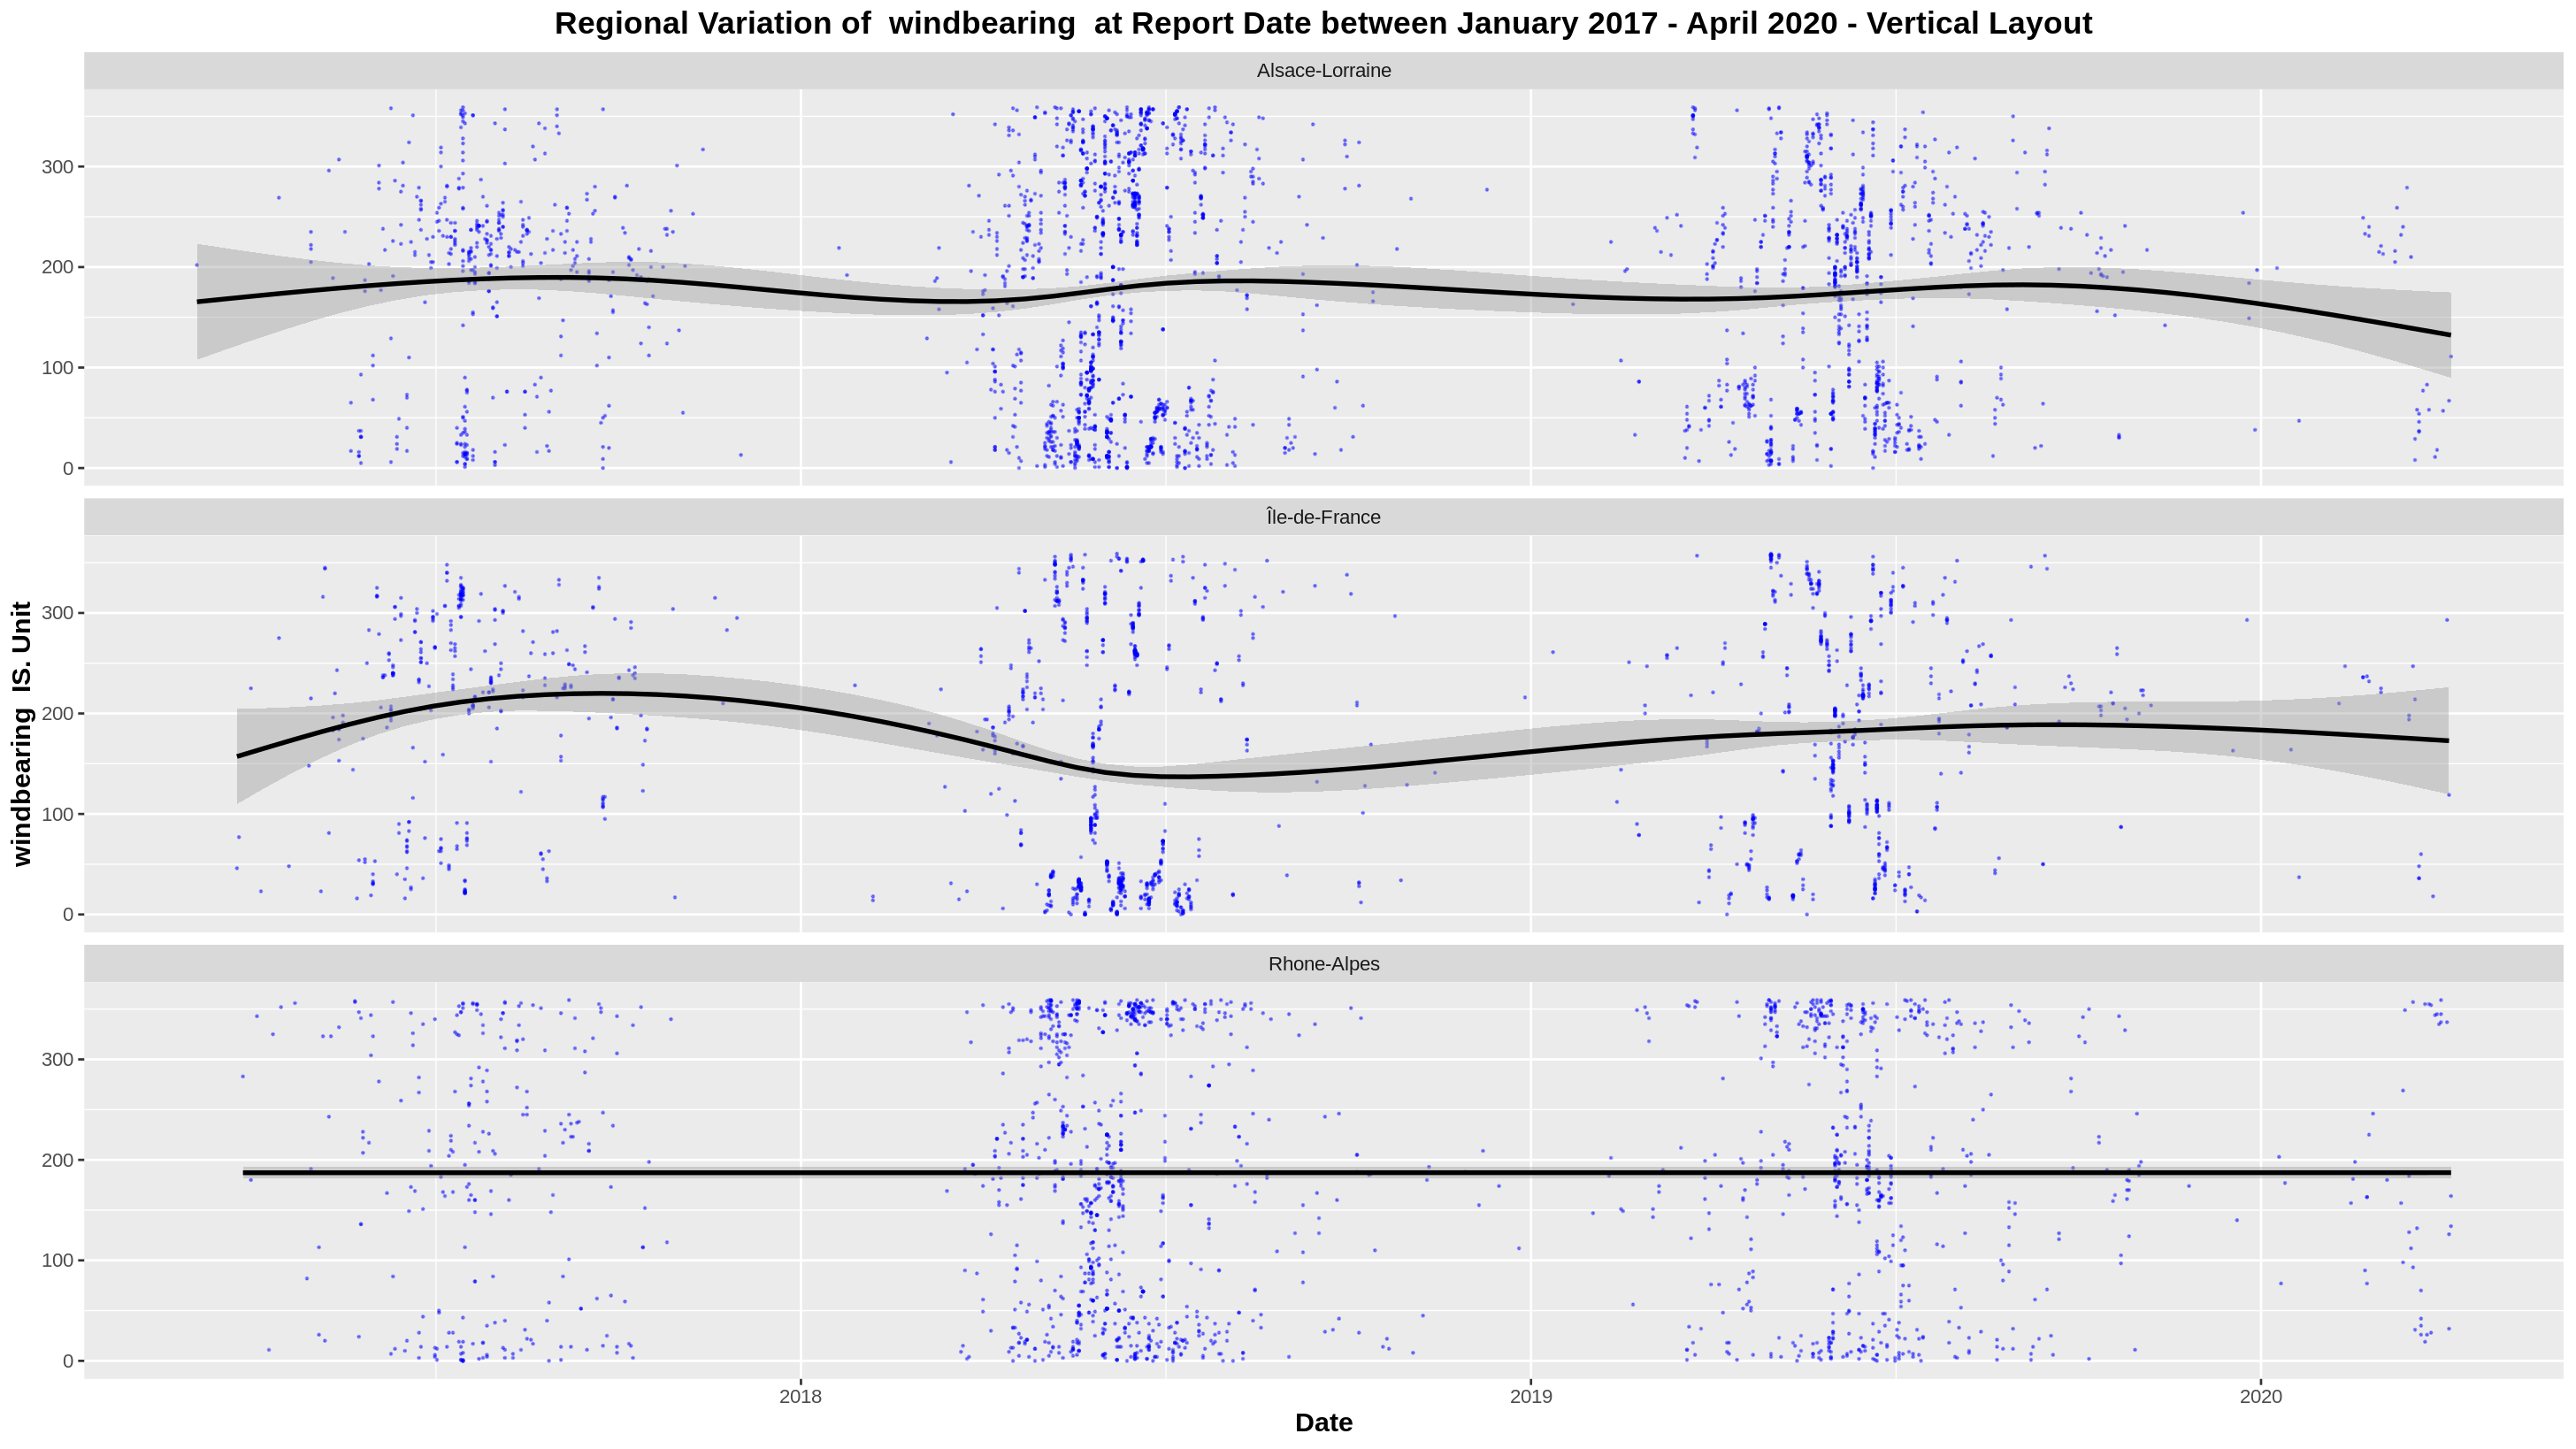 Regional Variation of  windbearing  at Report Date between January 2017 - April 2020 - Vertical Layout
Alsace-Lorraine
300
200
100
0
Île-de-France
300
200
100
0
windbearing  IS. Unit
Rhone-Alpes
300
200
100
0
2018
2019
2020
Date